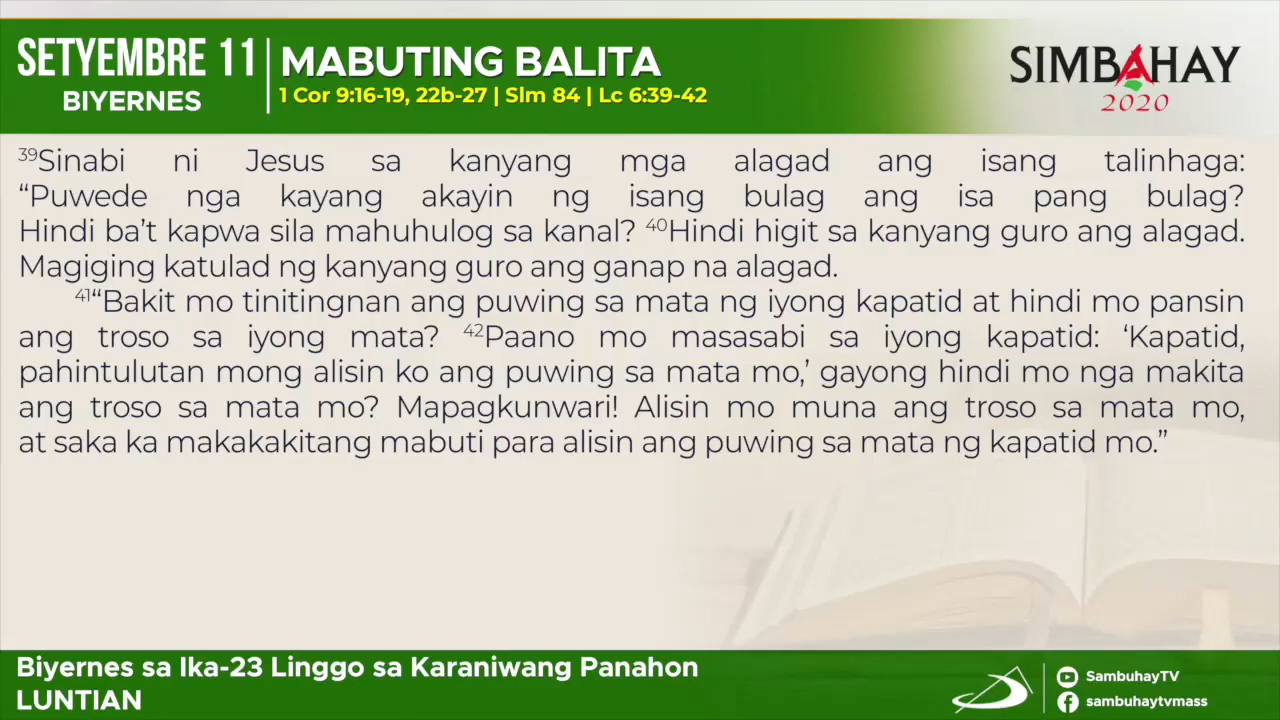 SETYEMBRE 11
BIYERNES
MABUTING BALITA
1 Cor 9:16-19, 22b-27 | Slm 84 | Lc 6:39-42
SIMBAHAY
2020
³⁹Sinabi ni Jesus sa kanyang mga alagad ang isang talinhaga:
“Puwede nga kayang akayin ng isang bulag ang isa pang bulag?
Hindi ba’t kapwa sila mahuhulog sa kanal? ⁴⁰Hindi higit sa kanyang guro ang alagad.
Magiging katulad ng kanyang guro ang ganap na alagad.
⁴¹“Bakit mo tinitingnan ang puwing sa mata ng iyong kapatid at hindi mo pansin
ang troso sa iyong mata? ⁴²Paano mo masasabi sa iyong kapatid: ‘Kapatid,
pahintulutan mong alisin ko ang puwing sa mata mo,’ gayong hindi mo nga makita
ang troso sa mata mo? Mapagkunwari! Alisin mo muna ang troso sa mata mo,
at saka ka makakakitang mabuti para alisin ang puwing sa mata ng kapatid mo.”
Biyernes sa Ika-23 Linggo sa Karaniwang Panahon
LUNTIAN
SambuhayTV
sambuhaytvmass